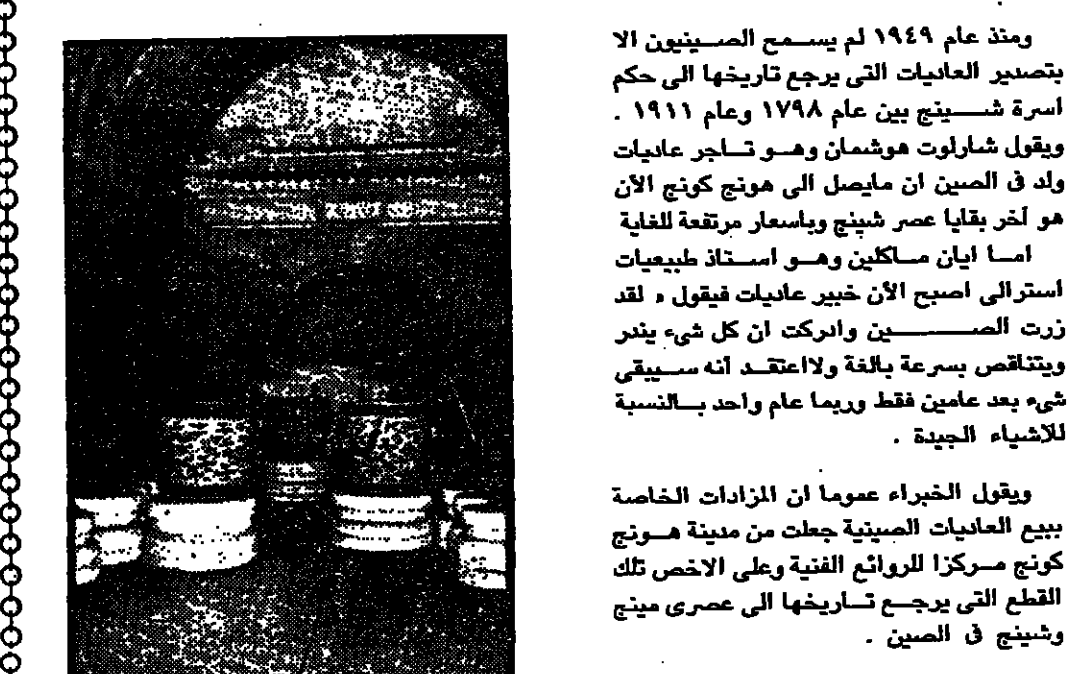 ومنذ عام ١٩٤٩ لم يسمح الصينيون الا
بتصدير العاديات التى يرجع تاريخها الى حكم
اسرة شينج بين عام ١٧٩٨ وعام ١٩١١ .
ويقول شارلوت هوشمان وهو تاجر عاديات
ولد فى الصين ان مايصل الى هونج كونج الآن
هو آخر بقايا عصر شينج وباسعار مرتفعة للغاية
اما ايان ماكلين وهو استاذ طبيعيات
استرالى اصبح الآن خبير عاديات فيقول « لقد
زرت الصين وادركت ان كل شىء يندر
ويتناقص بسرعة بالغة ولااعتقد أنه سيبقى
شىء بعد عامين فقط وربما عام واحد بالنسبة
للاشياء الجيدة .
ويقول الخبراء عموما ان المزادات الخاصة
ببيع العاديات الصينية جعلت من مدينة هونج
كونج مركزا للروائع الفنية وعلى الاخص تلك
القطع التى يرجع تاريخها الى عصرى مينج
وشينج فى الصين .